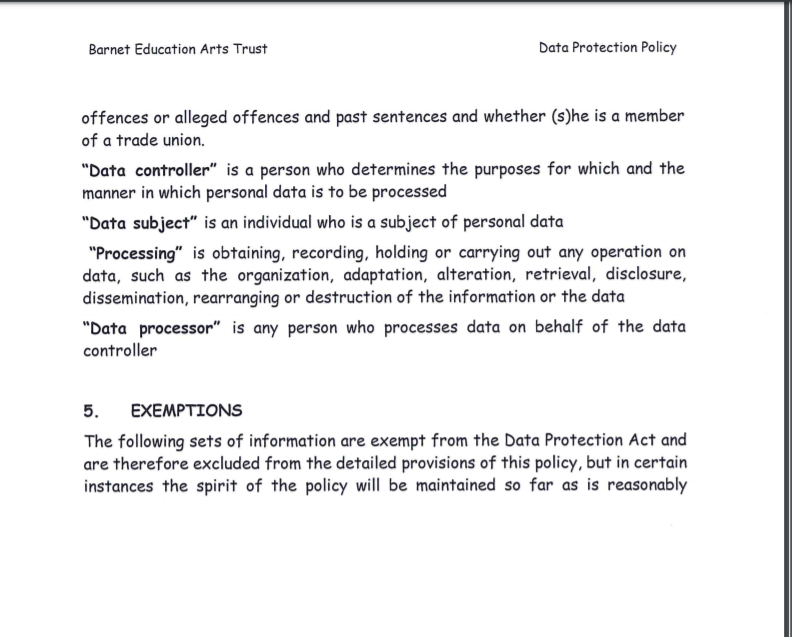 Barnet Education Arts Trust Data Protection Policy
offences or alleged offences and past sentences and whether (s)he is a member
of a trade union.
"Data controller" is a person who determines the purposes for which and the
manner in which personal data is to be processed
"Data subject" is an individual who is a subject of personal data
"Processing" is obtaining, recording, holding or carrying out any operation on
data, such as the organization, adaptation, alteration, retrieval, disclosure,
dissemination, rearranging or destruction of the information or the data
"Data processor" is any person who processes data on behalf of the data
controller
5. EXEMPTIONS
The following sets of information are exempt from the Data Protection Act and
are therefore excluded from the detailed provisions of this policy, but in certain
instances the spirit of the policy will be maintained so far as is reasonably